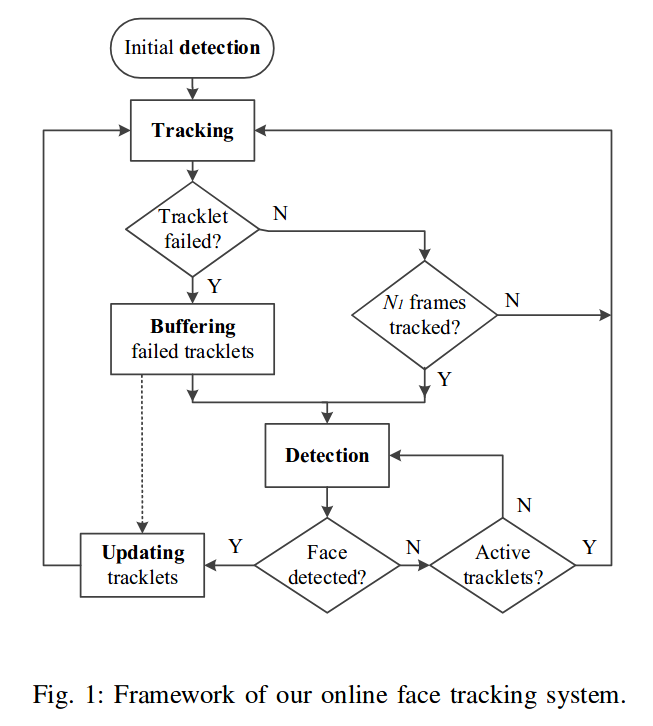 Initial detection
Tracking
Tracklet
failed?
N
Y
N1 frames
tracked?
N
Y
Buffering
failed tracklets
Detection
N
Updating
tracklets
Y
Face
detected?
N
Active
tracklets?
Y
Fig. 1: Framework of our online face tracking system.